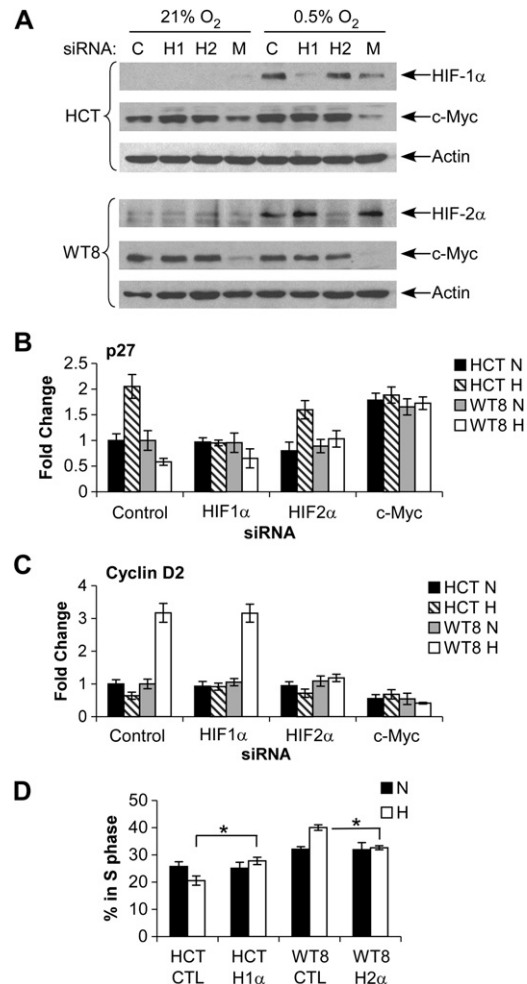 A
21% O2
0.5% O2
siRNA: C H1 H2 M C H1 H2 M
HCT
HIF-1α
c-Myc
Actin
WT8
HIF-2α
c-Myc
Actin
B
p27
Fold Change
2.5
2
1.5
1
0.5
0
Control HIF1α HIF2α c-Myc
siRNA
HCT N
HCT H
WT8 N
WT8 H
C
Cyclin D2
Fold Change
4
3
2
1
0
Control HIF1α HIF2α c-Myc
siRNA
HCT N
HCT H
WT8 N
WT8 H
D
N
H
% in S phase
50
40
30
20
10
0
*
*
HCT HCT WT8 WT8
CTL H1α CTL H2α